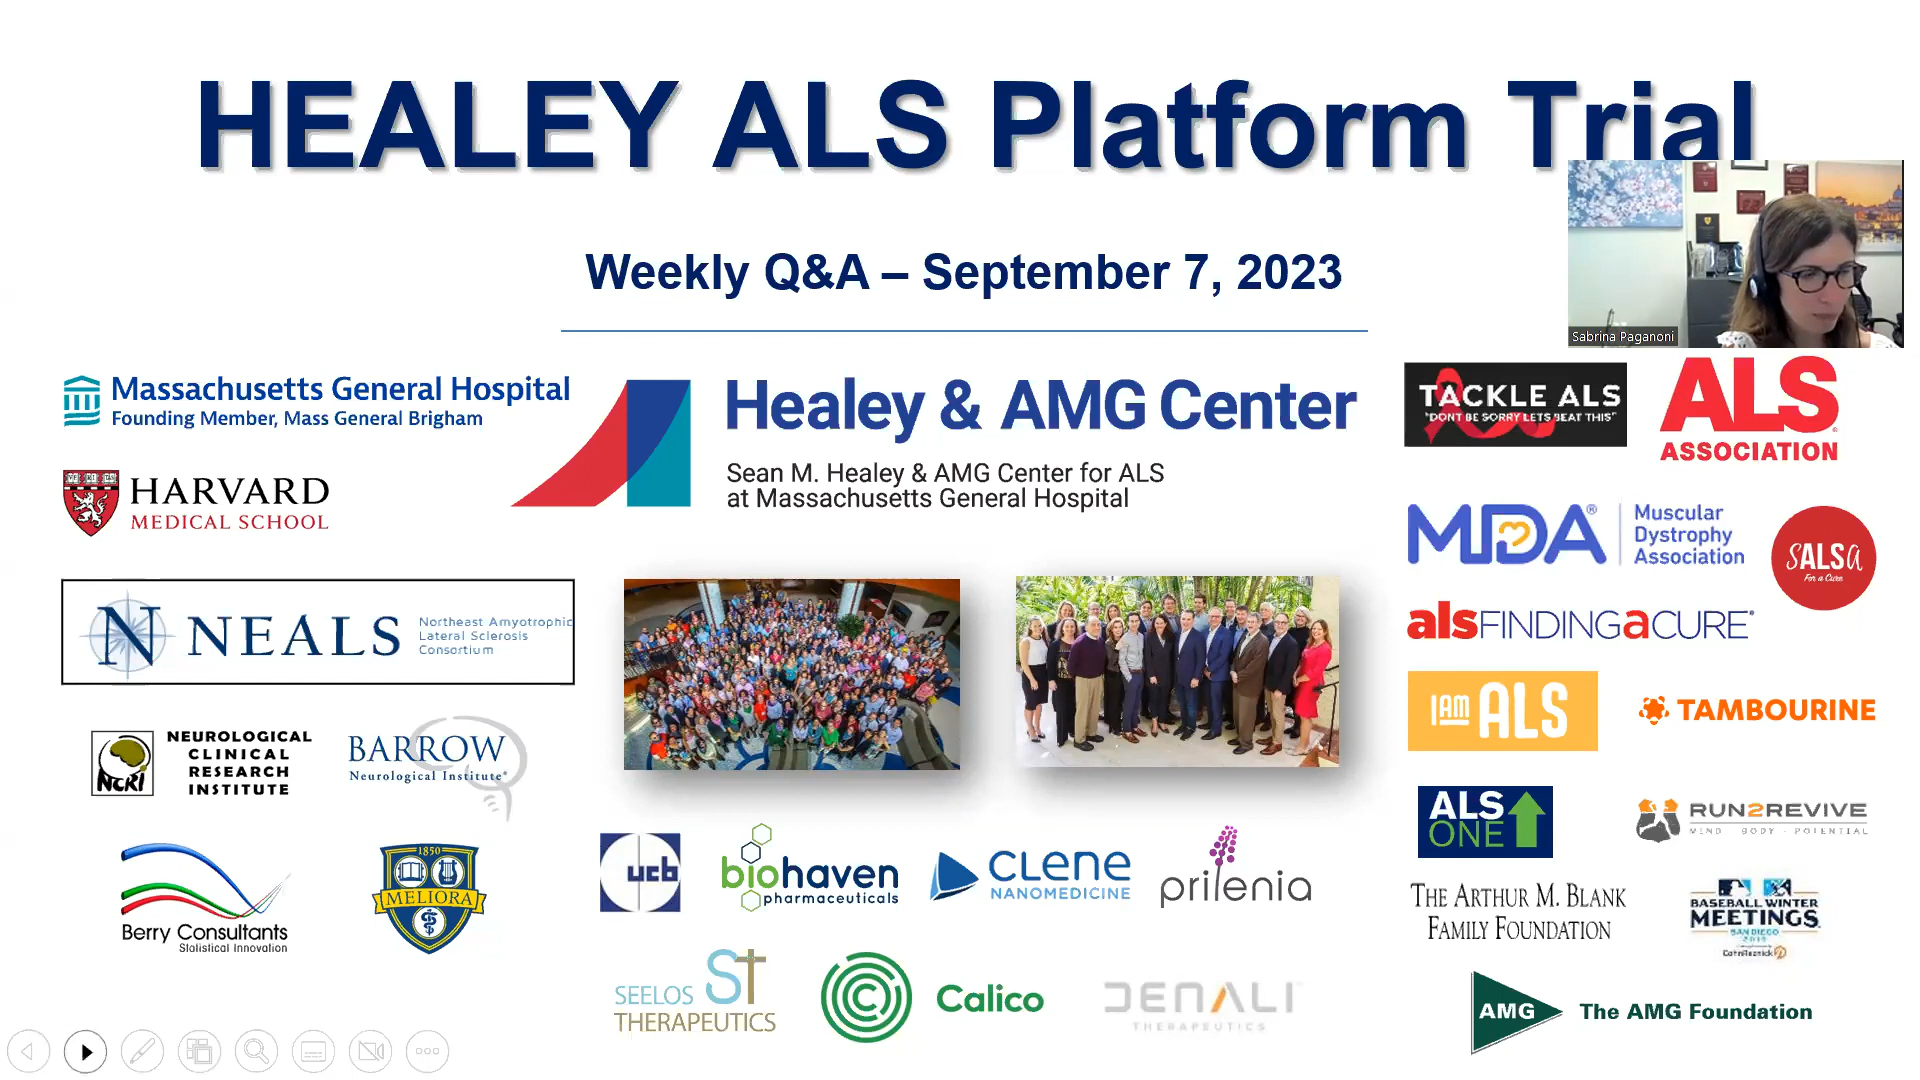 HEALEY ALS Platform Trial
Weekly Q&A – September 7, 2023
Sabrina Paganoni
Massachusetts General Hospital
Founding Member, Mass General Brigham
HARVARD
MEDICAL SCHOOL
Healey & AMG Center
Sean M. Healey & AMG Center for ALS
at Massachusetts General Hospital
TACKLE ALS
"DONT BE SORRY LETS BEAT THIS"
ALS
ASSOCIATION
MDA®
Muscular
Dystrophy
Association
sALSa
For a Cure
alsFINDINGaCURE®
N NEALS
Northeast Amyotrophic
Lateral Sclerosis
Consortium
I AM ALS
TAMBOURINE
NCRI
NEUROLOGICAL
CLINICAL
RESEARCH
INSTITUTE
BARROW
Neurological Institute®
ALS
ONE
RUN2REVIVE
MIND · BODY · POTENTIAL
Berry Consultants
Statistical Innovation
1850
MELIORA
ucb
biohaven
pharmaceuticals
CLENE
NANOMEDICINE
prilenia
THE ARTHUR M. BLANK
FAMILY FOUNDATION
BASEBALL WINTER
MEETINGS
SAN DIEGO
2019
CohnReznick
SEELOS ST
THERAPEUTICS
Calico
DENALI
THERAPEUTICS
AMG
The AMG Foundation